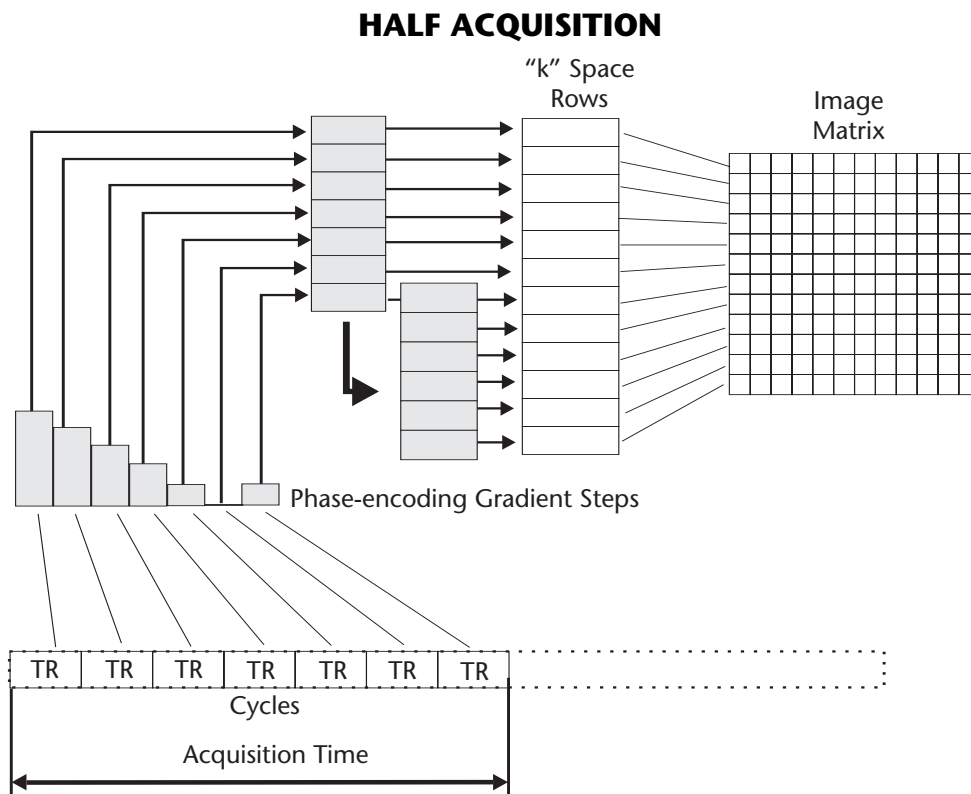 HALF ACQUISITION
“k” Space
Rows
Image
Matrix
Phase-encoding Gradient Steps
TR TR TR TR TR TR TR
Cycles
Acquisition Time